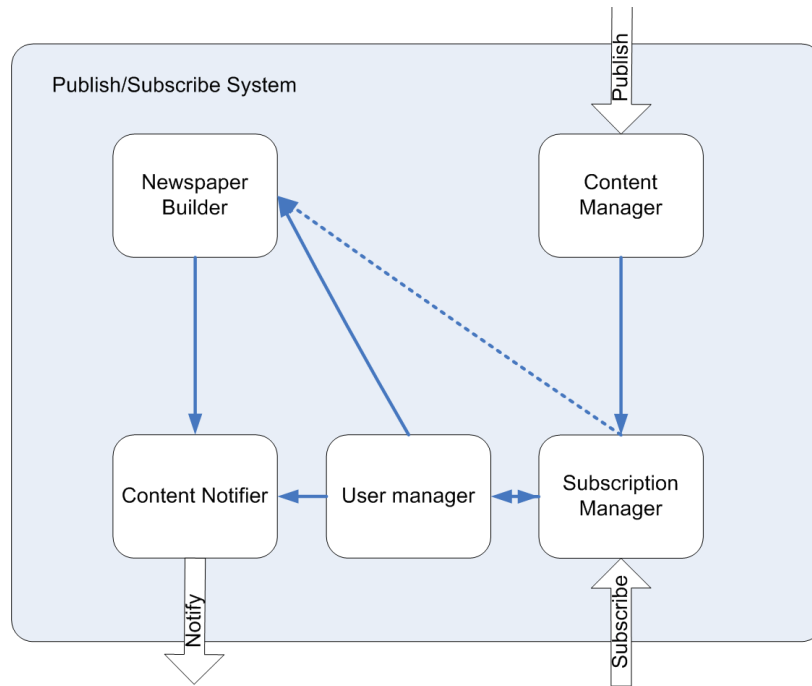 Publish
Publish/Subscribe System
Newspaper
Builder
Content
Manager
Content Notifier
User manager
Subscription
Manager
Notify
Subscribe